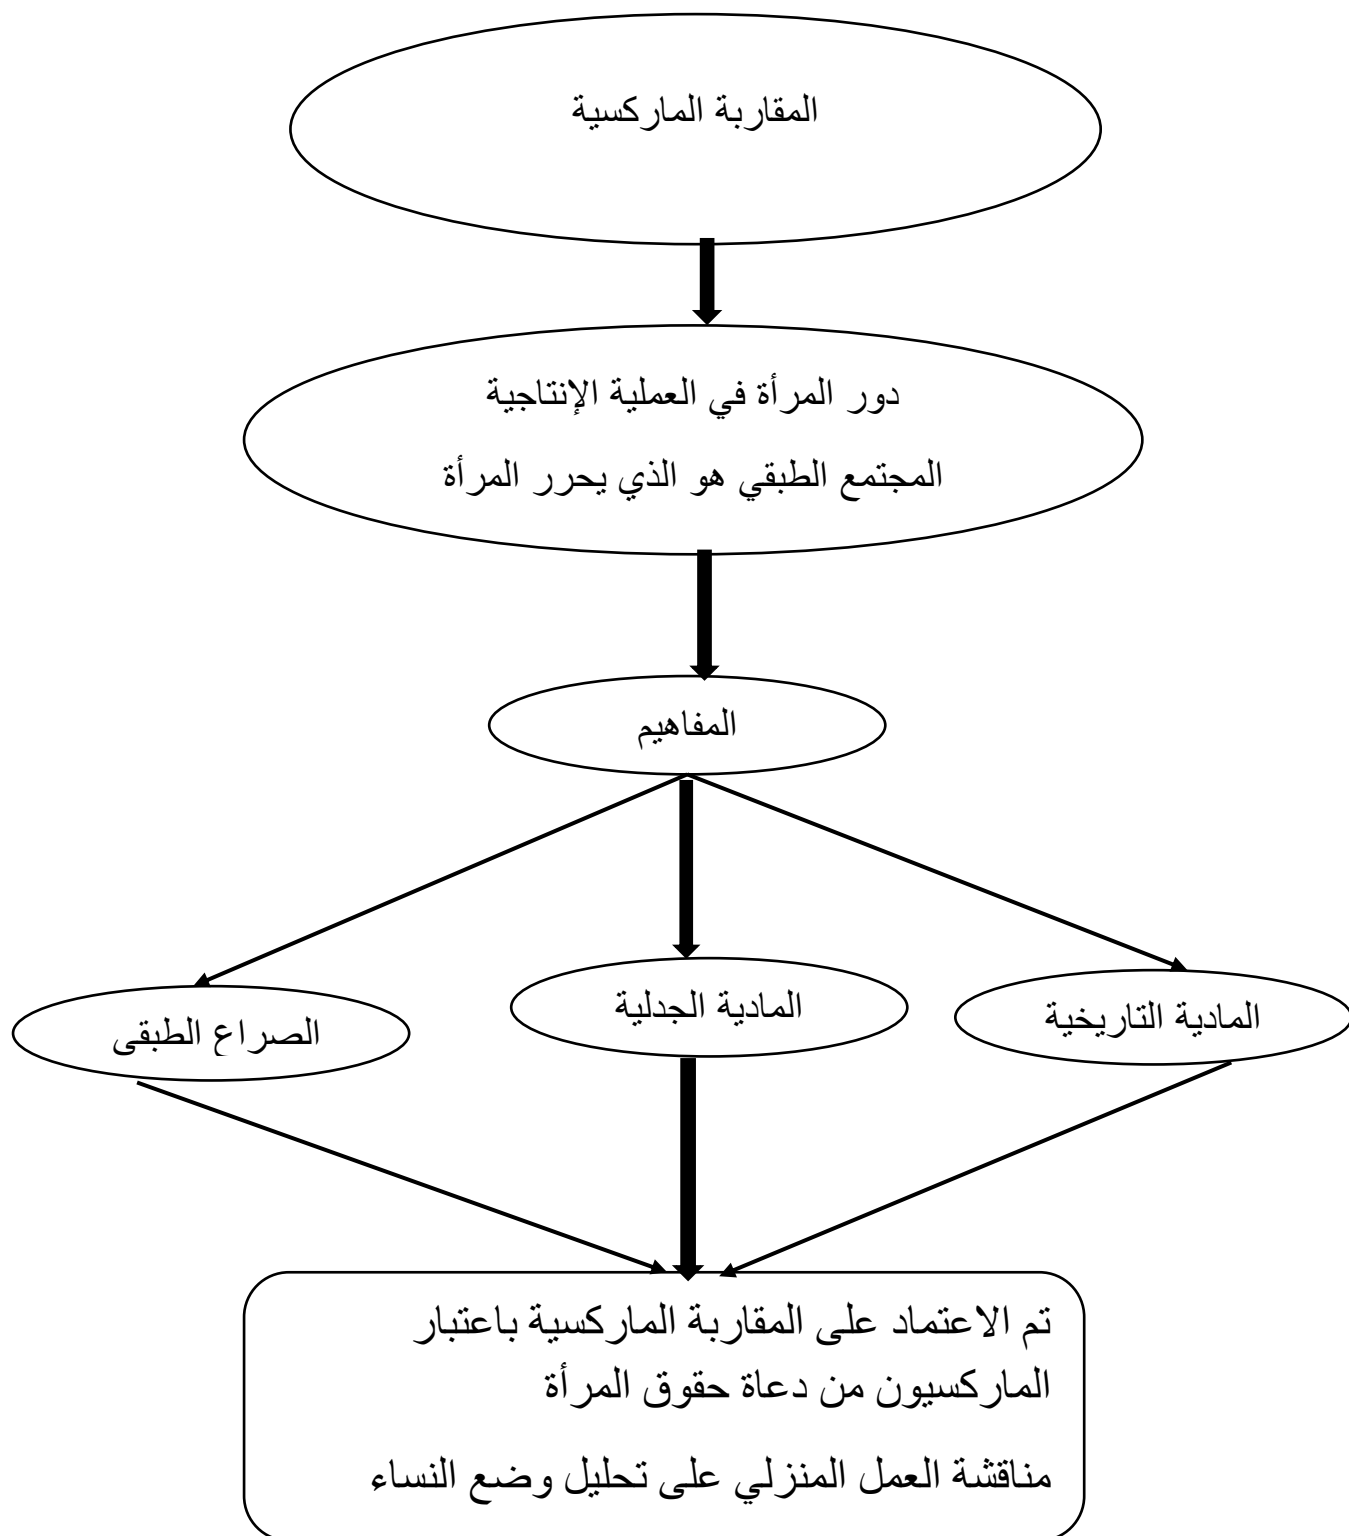 المقاربة الماركسية
دور المرأة في العملية الإنتاجية
المجتمع الطبقي هو الذي يحرر المرأة
المفاهيم
المادية التاريخية
المادية الجدلية
الصراع الطبقي
تم الاعتماد على المقاربة الماركسية باعتبار
الماركسيون من دعاة حقوق المرأة
مناقشة العمل المنزلي على تحليل وضع النساء